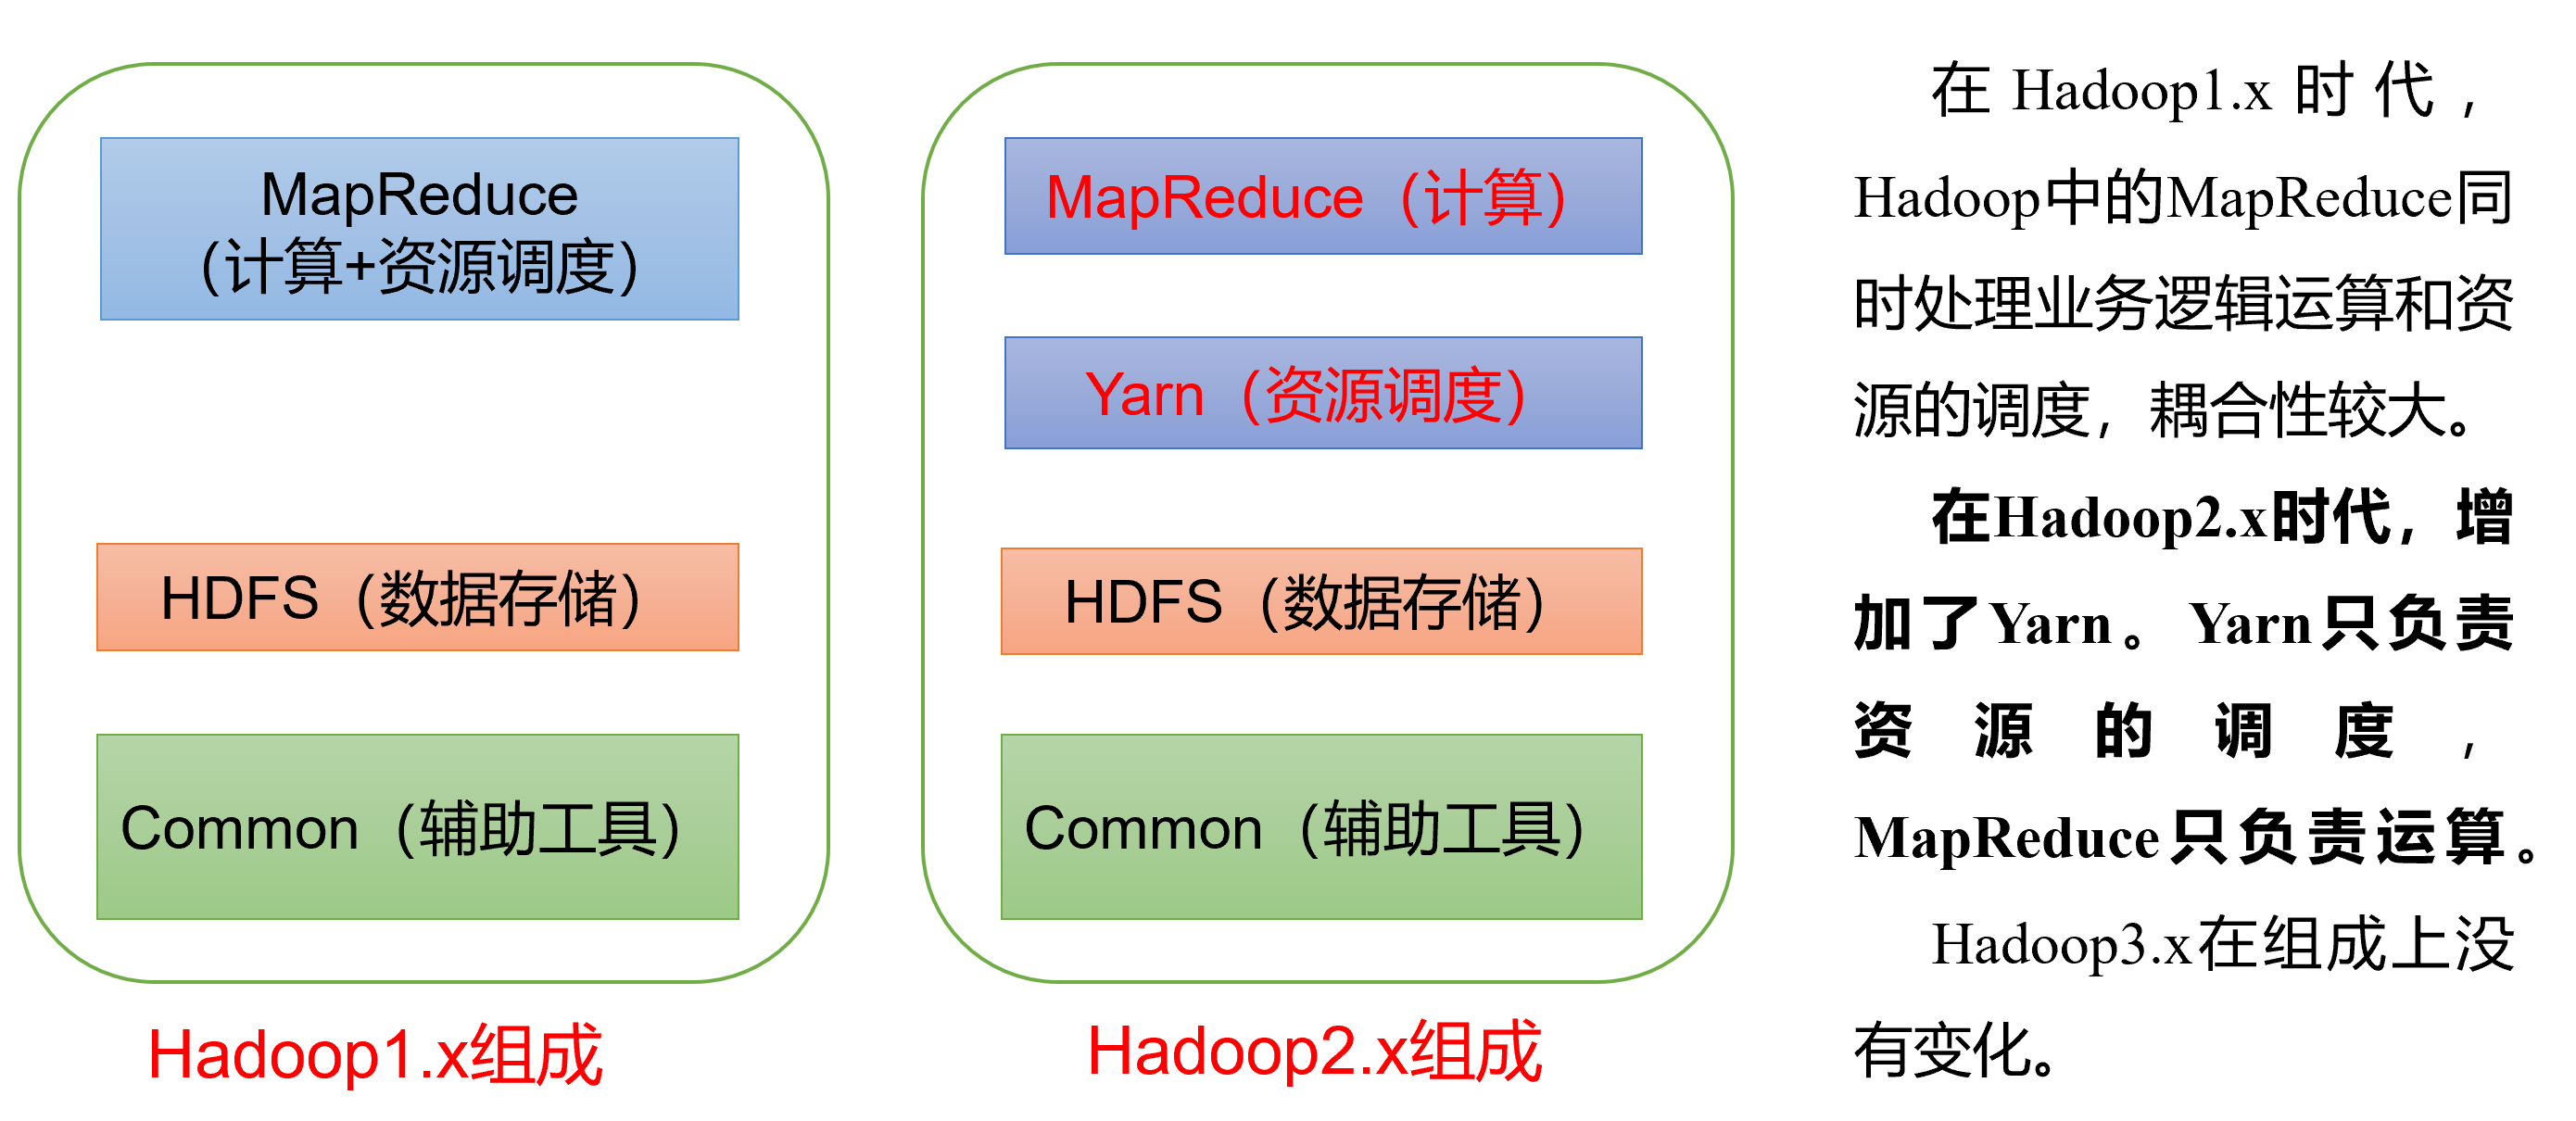 MapReduce
（计算+资源调度）
HDFS（数据存储）
Common（辅助工具）
Hadoop1.x组成
MapReduce（计算）
Yarn（资源调度）
HDFS（数据存储）
Common（辅助工具）
Hadoop2.x组成
在Hadoop1.x时代，
Hadoop中的MapReduce同
时处理业务逻辑运算和资
源的调度，耦合性较大。
在Hadoop2.x时代，增
加了Yarn。Yarn只负责
资源的调度，
MapReduce只负责运算。
Hadoop3.x在组成上没
有变化。